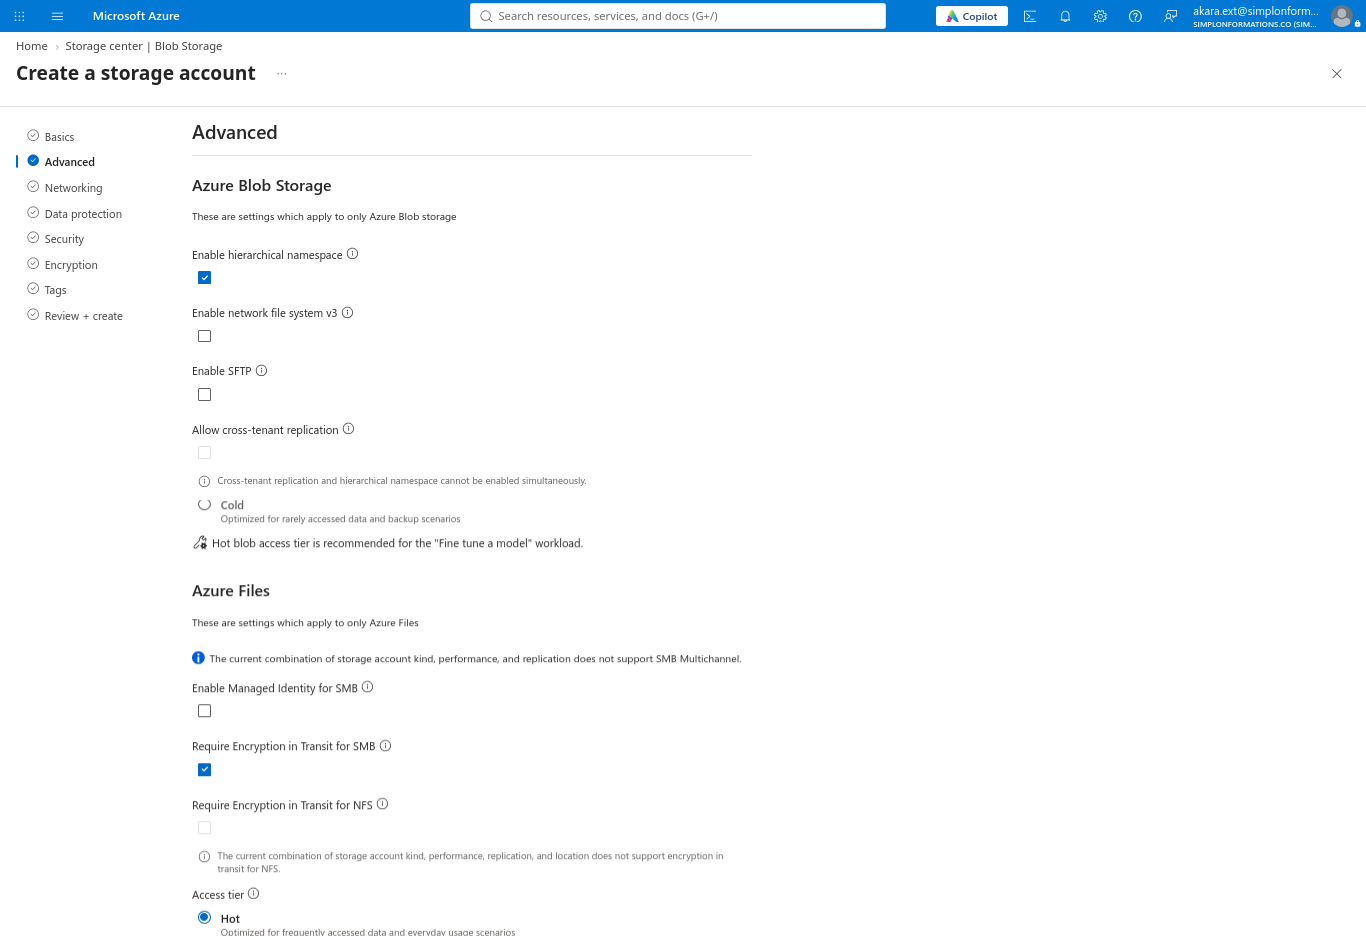 Microsoft Azure
Search resources, services, and docs (G+/)
Copilot
akara.ext@simplonform...
SIMPLONFORMATIONS.CO (SIM...
Home > Storage center | Blob Storage
Create a storage account ...
Basics
Advanced
Networking
Data protection
Security
Encryption
Tags
Review + create
Advanced
Azure Blob Storage
These are settings which apply to only Azure Blob storage
Enable hierarchical namespace
Enable network file system v3
Enable SFTP
Allow cross-tenant replication
Cross-tenant replication and hierarchical namespace cannot be enabled simultaneously.
Cold
Optimized for rarely accessed data and backup scenarios
Hot blob access tier is recommended for the "Fine tune a model" workload.
Azure Files
These are settings which apply to only Azure Files
The current combination of storage account kind, performance, and replication does not support SMB Multichannel.
Enable Managed Identity for SMB
Require Encryption in Transit for SMB
Require Encryption in Transit for NFS
The current combination of storage account kind, performance, replication, and location does not support encryption in
transit for NFS.
Access tier
Hot
Optimized for frequently accessed data and everyday usage scenarios